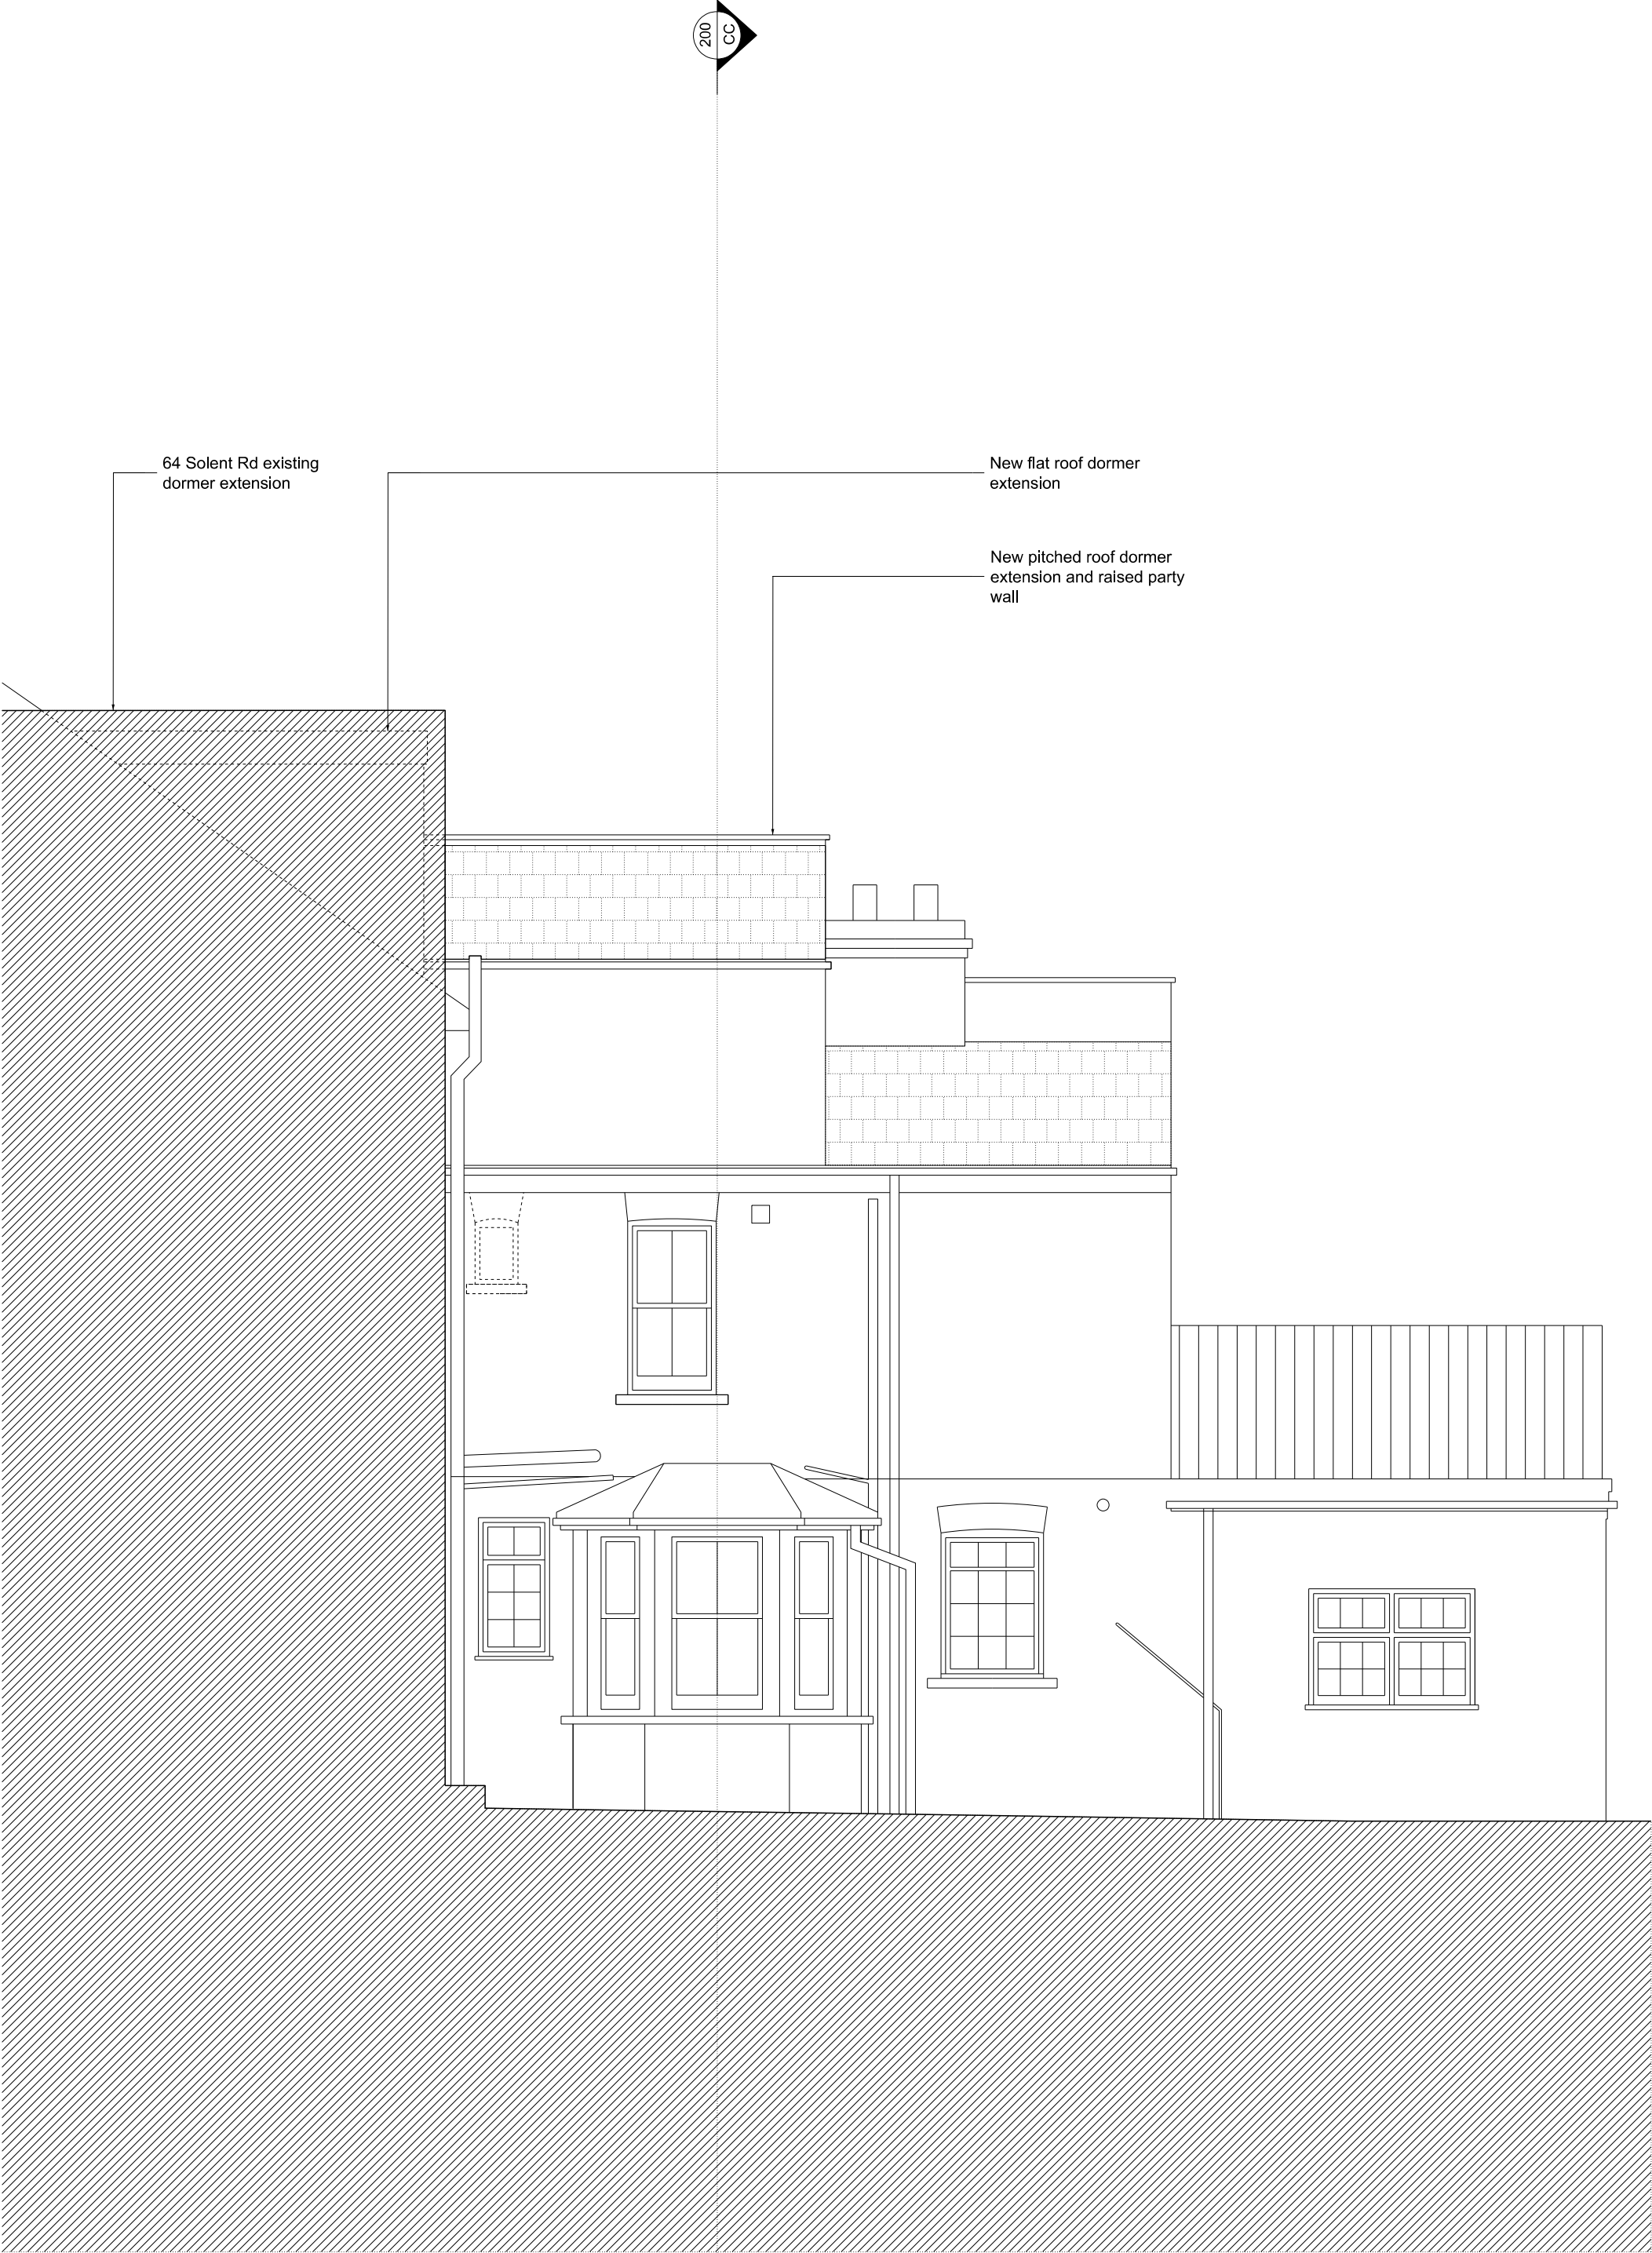 200
CC
64 Solent Rd existing
dormer extension
New flat roof dormer
extension
New pitched roof dormer
extension and raised party
wall